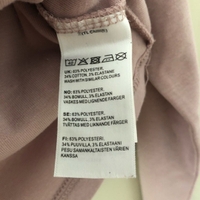 UK: 63% POLYESTER,
34% COTTON, 3% ELASTANE
WASH WITH SIMILAR COLOURS
NO: 63% POLYESTER,
34% BOMULL, 3% ELASTAN
VASKES MED LIGNENDE FARGER
SE: 63% POLYESTER,
34% BOMULL, 3% ELASTAN
TVÄTTAS MED LIKNANDE FÄRGER
FI: 63% POLYESTERI,
34% PUUVILLA, 3% ELASTAANI
PESU SAMANKALTAISTEN VÄRIEN
KANSSA